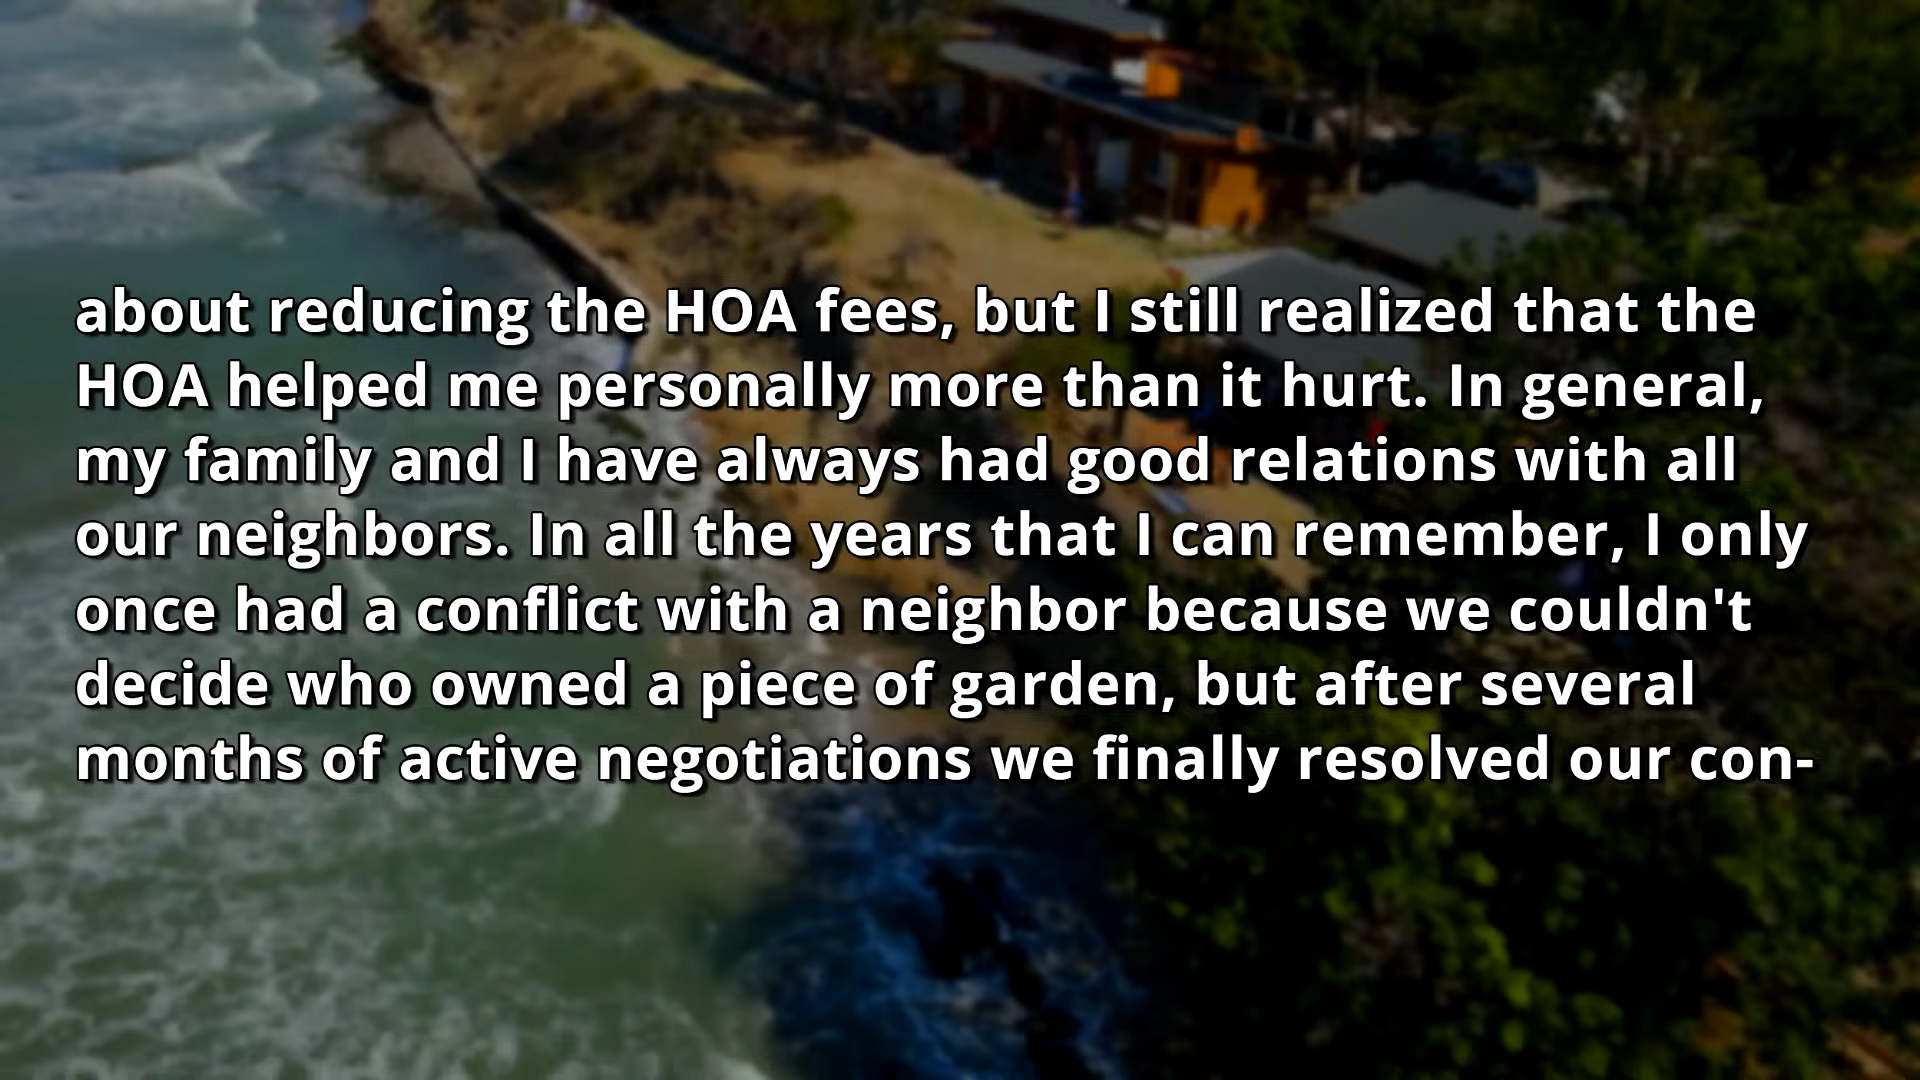 about reducing the HOA fees, but I still realized that the
HOA helped me personally more than it hurt. In general,
my family and I have always had good relations with all
our neighbors. In all the years that I can remember, I only
once had a conflict with a neighbor because we couldn't
decide who owned a piece of garden, but after several
months of active negotiations we finally resolved our con-